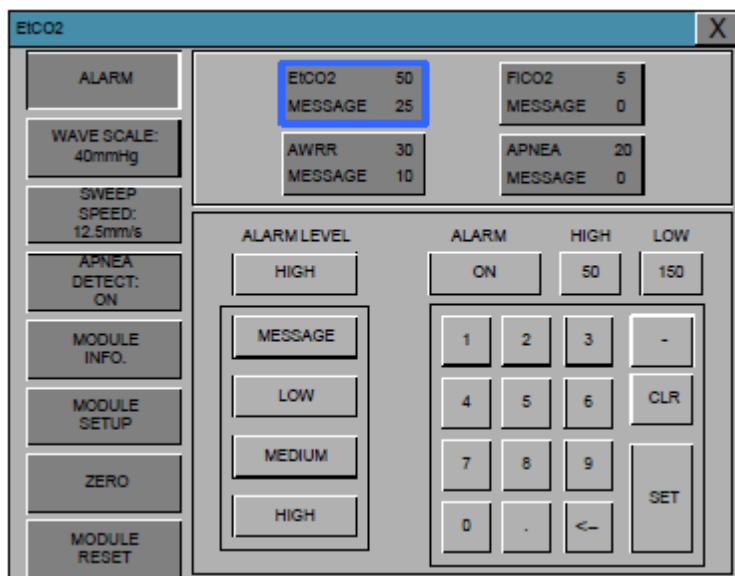 EtCO2 X
ALARM
WAVE SCALE:
40mmHg
SWEEP
SPEED:
12.5mm/s
APNEA
DETECT:
ON
MODULE
INFO.
MODULE
SETUP
ZERO
MODULE
RESET
EtCO2 50
MESSAGE 25
FICO2 5
MESSAGE 0
AWRR 30
MESSAGE 10
APNEA 20
MESSAGE 0
ALARM LEVEL
HIGH
MESSAGE
LOW
MEDIUM
HIGH
ALARM HIGH LOW
ON 50 150
1 2 3 -
4 5 6 CLR
7 8 9
SET
0 . <--